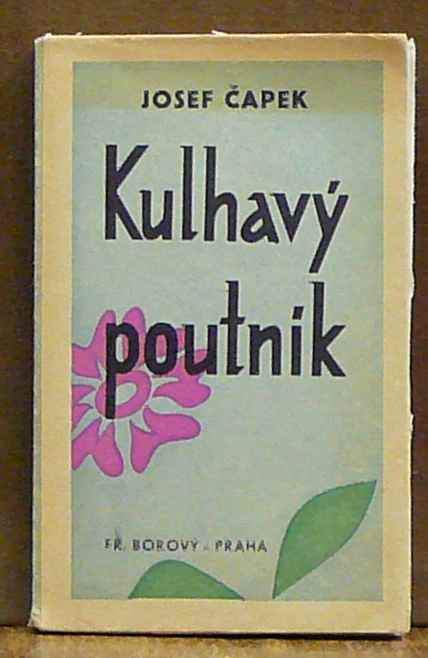 JOSEF ČAPEK
Kulhavý
poutník
FR. BOROVÝ - PRAHA